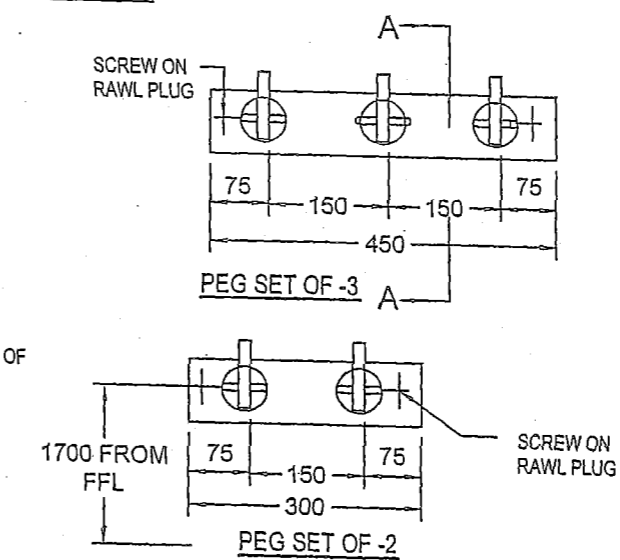 A
SCREW ON
RAWL PLUG
75
150
150
75
450
PEG SET OF -3
A
OF
1700 FROM
FFL
75
150
75
300
SCREW ON
RAWL PLUG
PEG SET OF -2